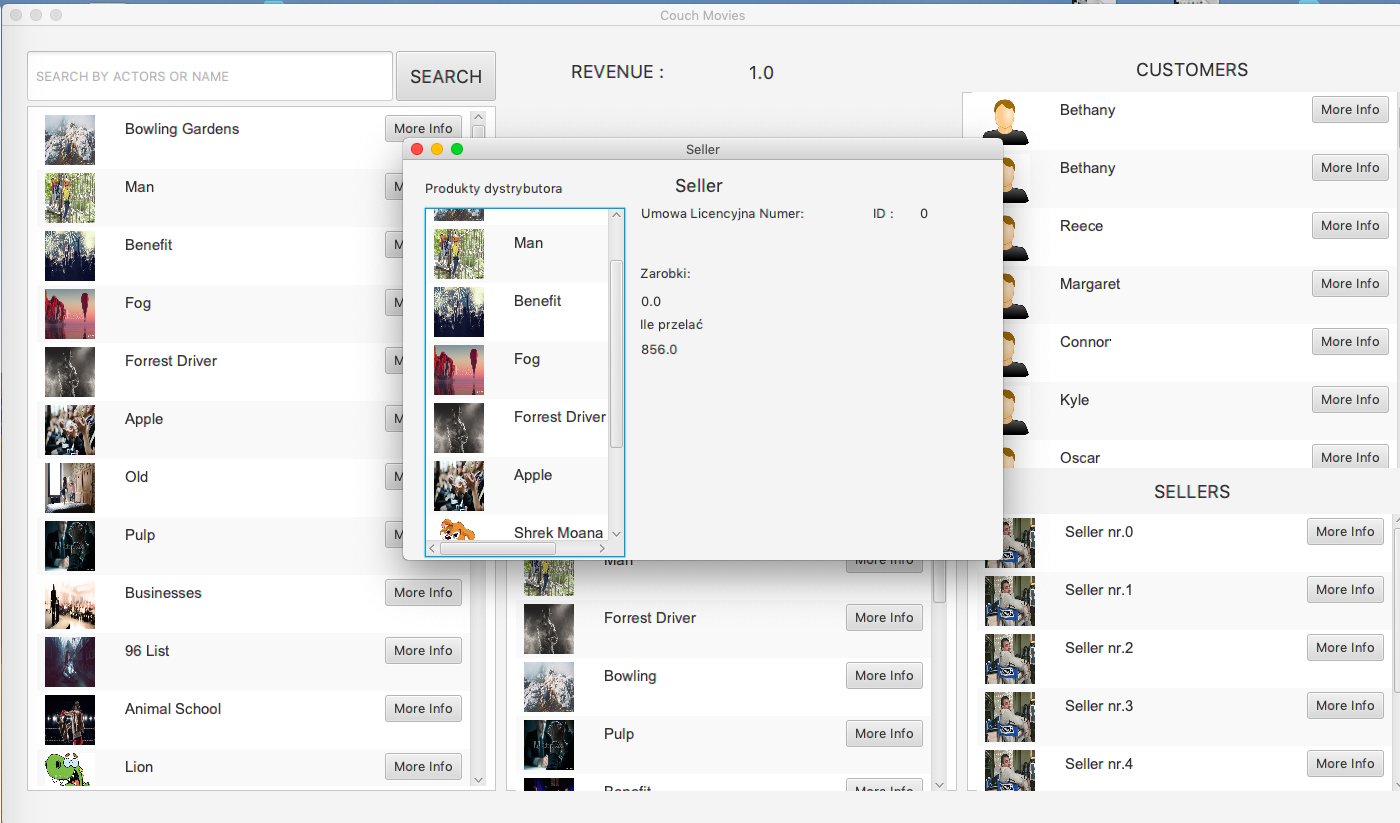 Couch Movies
SEARCH BY ACTORS OR NAME
SEARCH
REVENUE :
1.0
CUSTOMERS
Bowling Gardens
More Info
Man
Benefit
Fog
Forrest Driver
Apple
Old
Pulp
Businesses
More Info
96 List
More Info
Animal School
More Info
Lion
More Info
Seller
Produkty dystrybutora
Seller
Umowa Licencyjna Numer:
ID :
0
Man
Benefit
Fog
Forrest Driver
Apple
Shrek Moana
Zarobki:
0.0
Ile przelać
856.0
Man
More Info
Forrest Driver
More Info
Bowling
More Info
Pulp
More Info
Benefit
More Info
Bethany
More Info
Bethany
More Info
Reece
More Info
Margaret
More Info
Connor
More Info
Kyle
More Info
Oscar
More Info
SELLERS
Seller nr.0
More Info
Seller nr.1
More Info
Seller nr.2
More Info
Seller nr.3
More Info
Seller nr.4
More Info